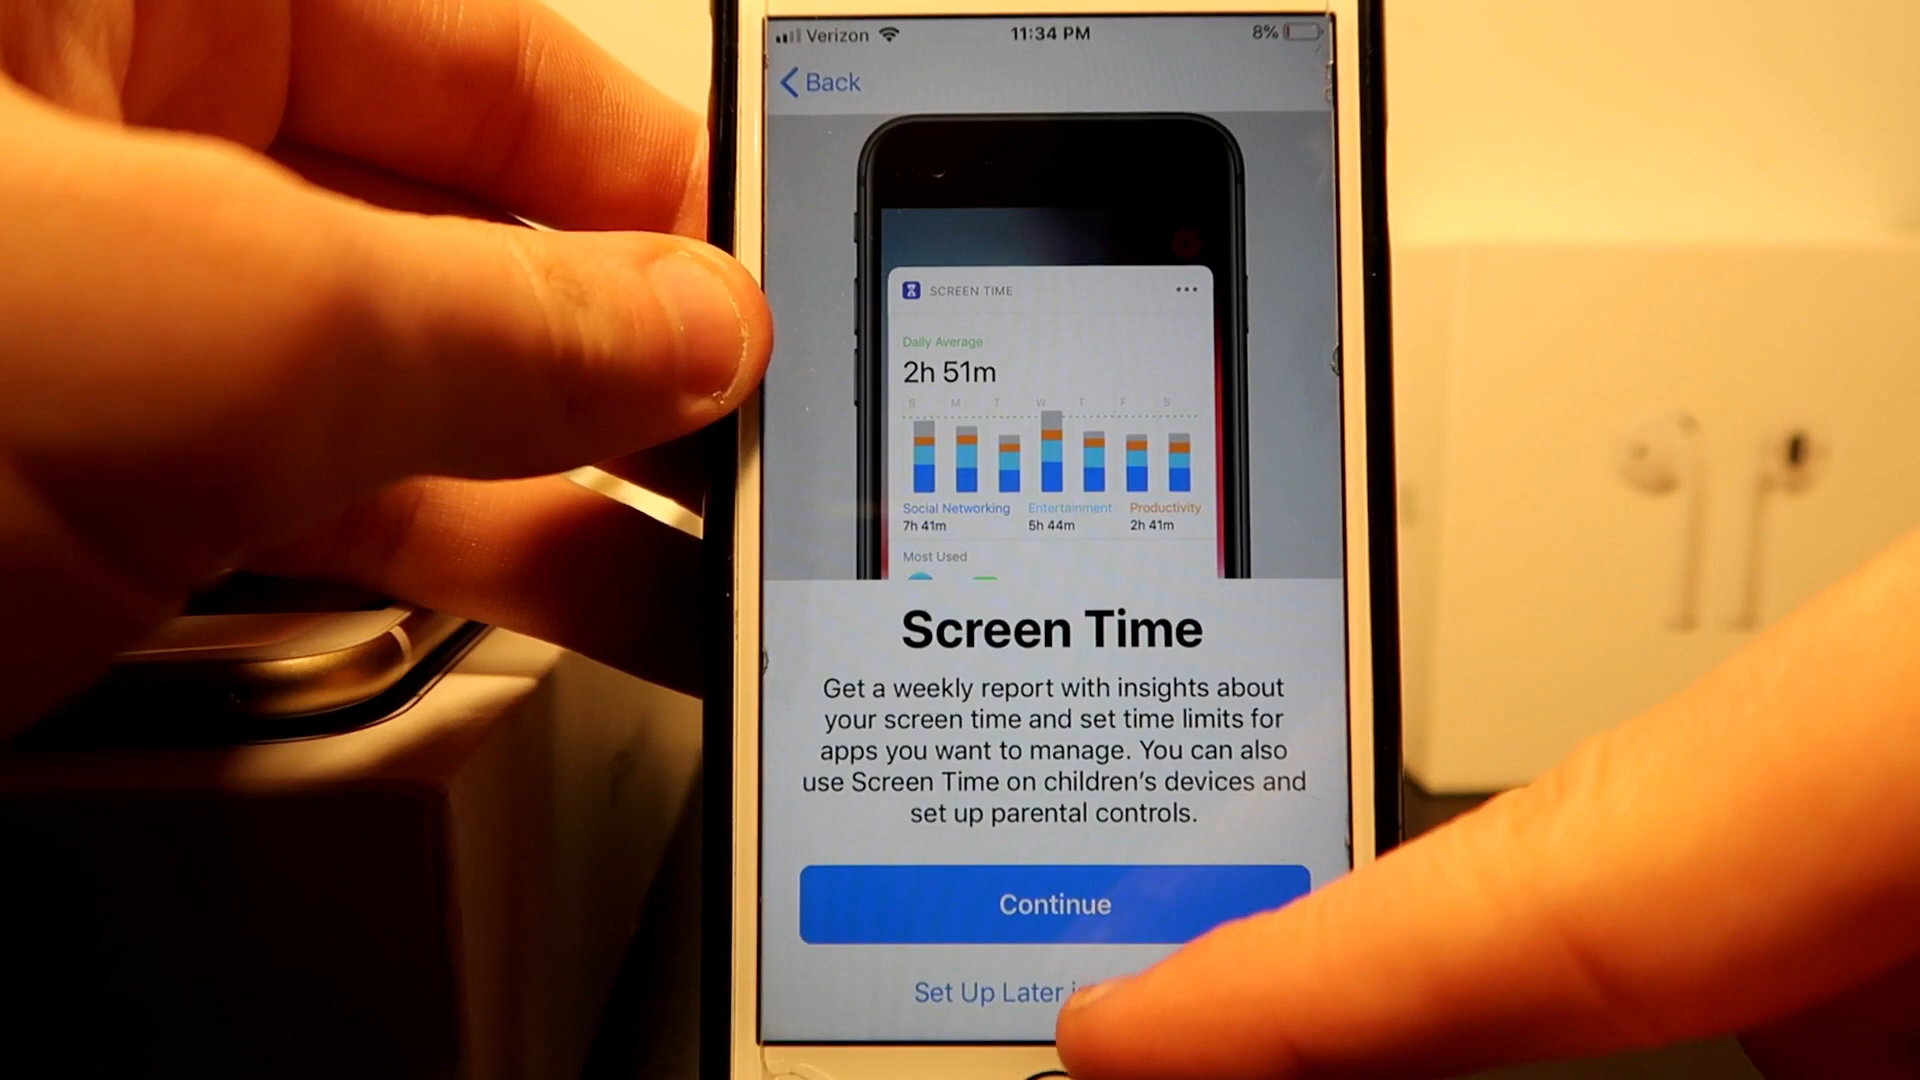 Verizon 11:34 PM 8%
Back
SCREEN TIME
Daily Average
2h 51m
S M T W T F S
Social Networking Entertainment Productivity
7h 41m 5h 44m 2h 41m
Most Used
Screen Time
Get a weekly report with insights about
your screen time and set time limits for
apps you want to manage. You can also
use Screen Time on children's devices and
set up parental controls.
Continue
Set Up Later